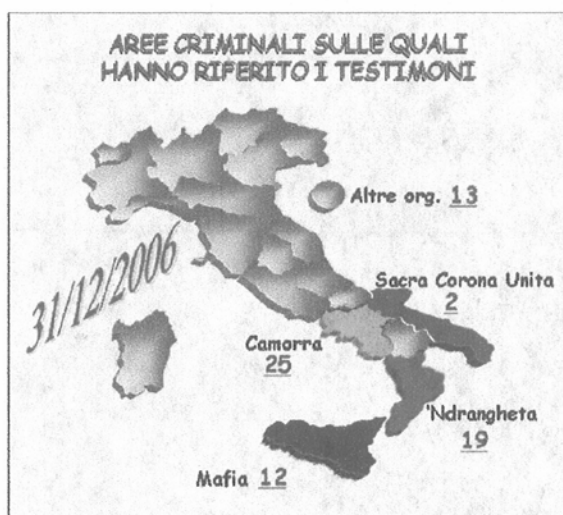 AREE CRIMINALI SULLE QUALI
HANNO RIFERITO I TESTIMONI
Altre org. 13
31/12/2006
Sacra Corona Unita
2
Camorra
25
'Ndrangheta
19
Mafia 12